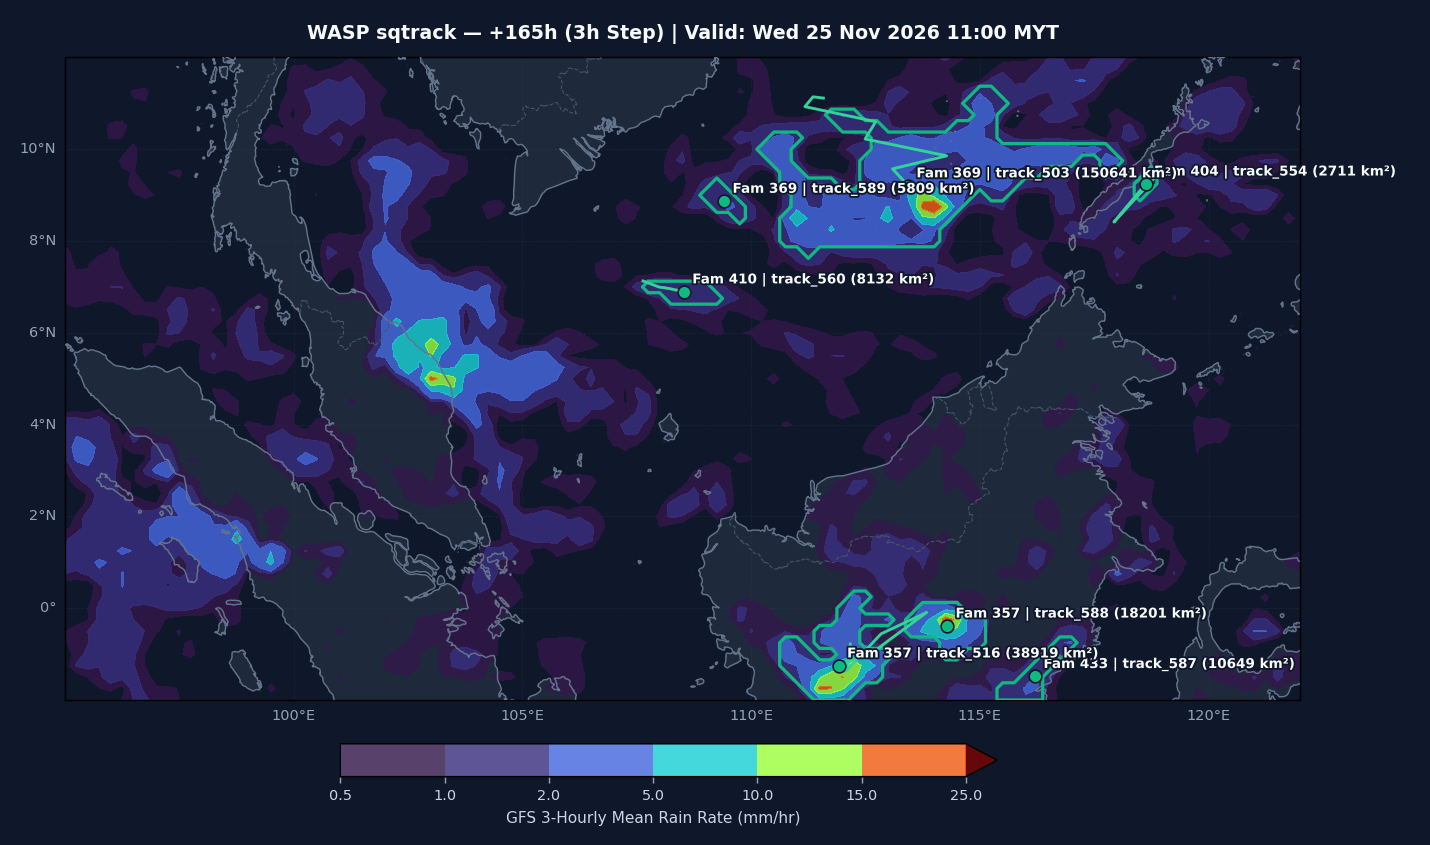 WASP sqtrack — +165h (3h Step) | Valid: Wed 25 Nov 2026 11:00 MYT
10°N
8°N
6°N
4°N
2°N
0°
Fam 369 | track_503 (150641 km²)
404 | track_554 (2711 km²)
Fam 369 | track_589 (5809 km²)
Fam 410 | track_560 (8132 km²)
Fam 357 | track_588 (18201 km²)
Fam 357 | track_516 (38919 km²)
Fam 433 | track_587 (10649 km²)
100°E 105°E 110°E 115°E 120°E
0.5 1.0 2.0 5.0 10.0 15.0 25.0
GFS 3-Hourly Mean Rain Rate (mm/hr)